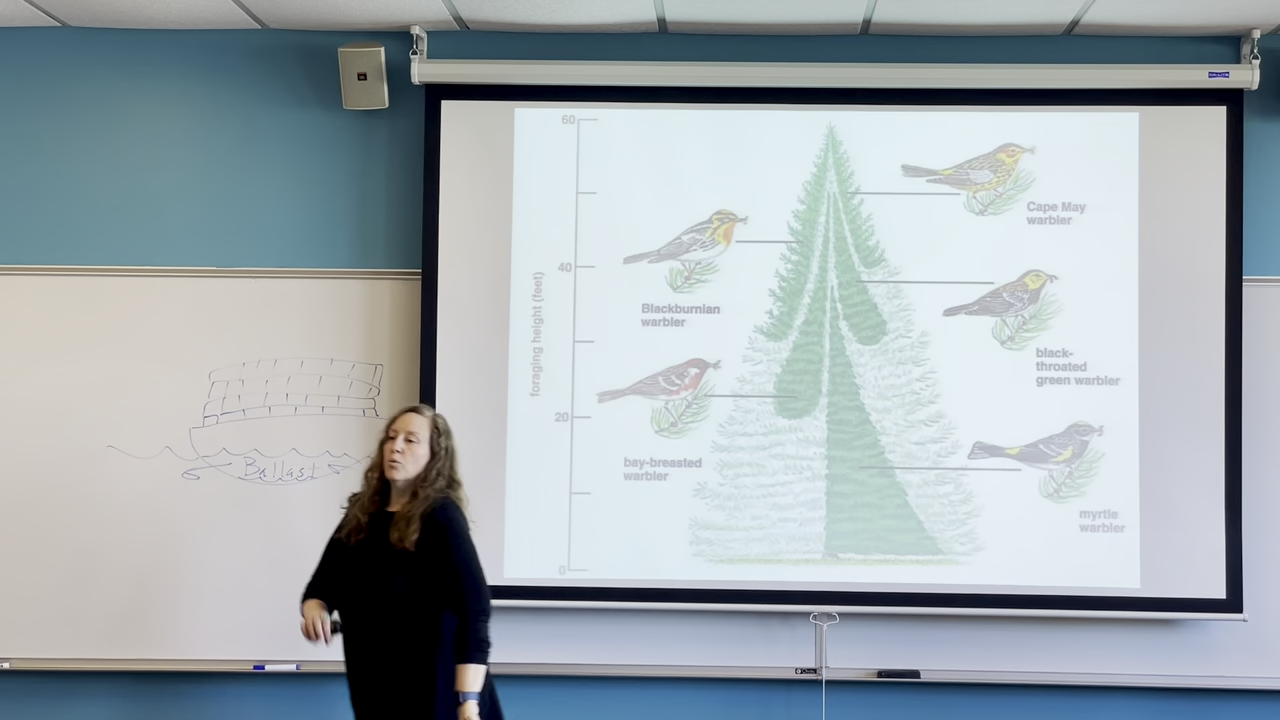 60
40
20
0
foraging height (feet)
Cape May
warbler
Blackburnian
warbler
black-
throated
green warbler
bay-breasted
warbler
myrtle
warbler
Ballast